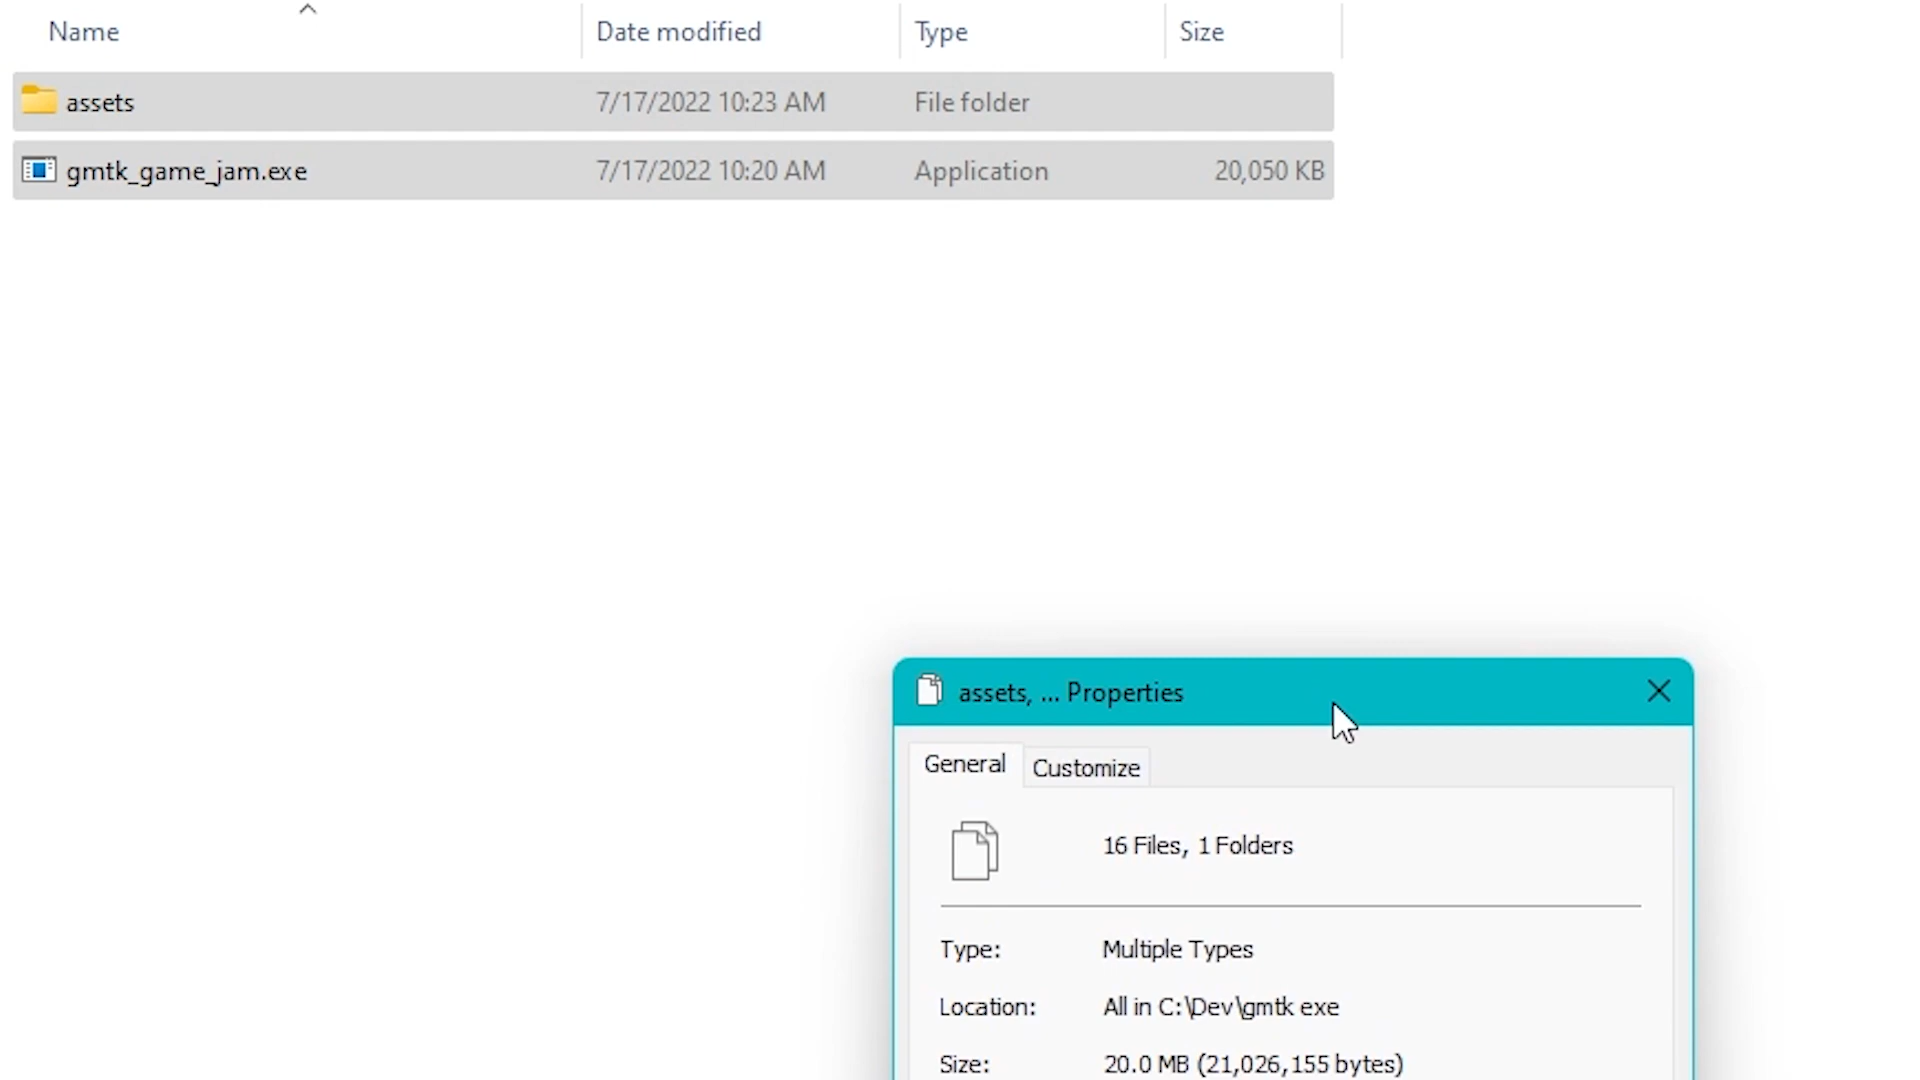 Name Date modified Type Size
assets 7/17/2022 10:23 AM File folder
gmtk_game_jam.exe 7/17/2022 10:20 AM Application 20,050 KB
assets, ... Properties
General Customize
16 Files, 1 Folders
Type: Multiple Types
Location: All in C:\Dev\gmtk exe
Size: 20.0 MB (21,026,155 bytes)